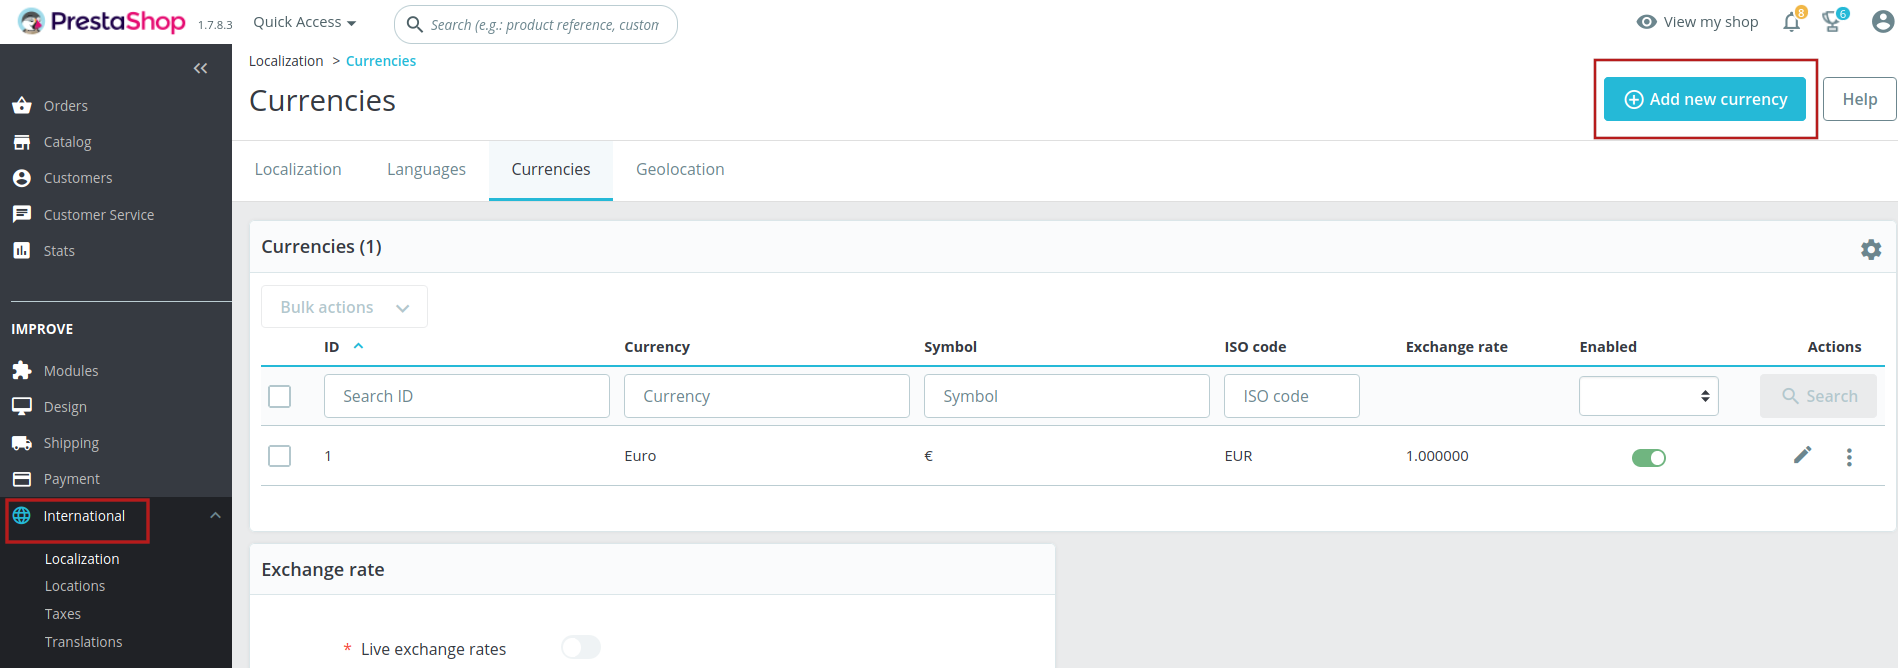 PrestaShop 1.7.8.3 Quick Access Search (e.g.: product reference, custon View my shop 8 6
Localization > Currencies
Currencies
Add new currency Help
Localization Languages Currencies Geolocation
Orders
Catalog
Customers
Customer Service
Stats
IMPROVE
Modules
Design
Shipping
Payment
International
Localization
Locations
Taxes
Translations
Currencies (1)
Bulk actions
ID Currency Symbol ISO code Exchange rate Enabled Actions
Search ID Currency Symbol ISO code Search
1 Euro € EUR 1.000000
Exchange rate
* Live exchange rates